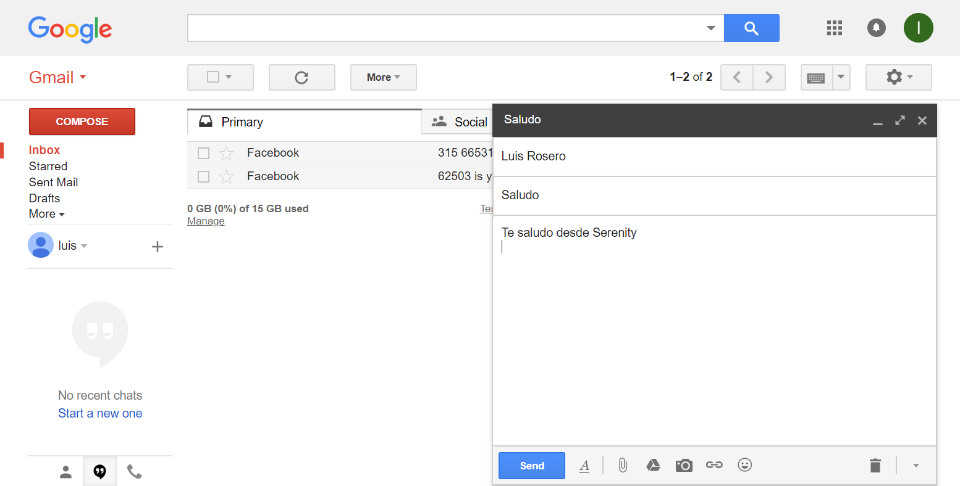 Google
I
Gmail
More
1–2 of 2
COMPOSE
Inbox
Starred
Sent Mail
Drafts
More
luis
No recent chats
Start a new one
Primary
Social
Facebook
315 66531
Facebook
62503 is y
0 GB (0%) of 15 GB used
Manage
Saludo
Luis Rosero
Saludo
Te saludo desde Serenity
Send
A